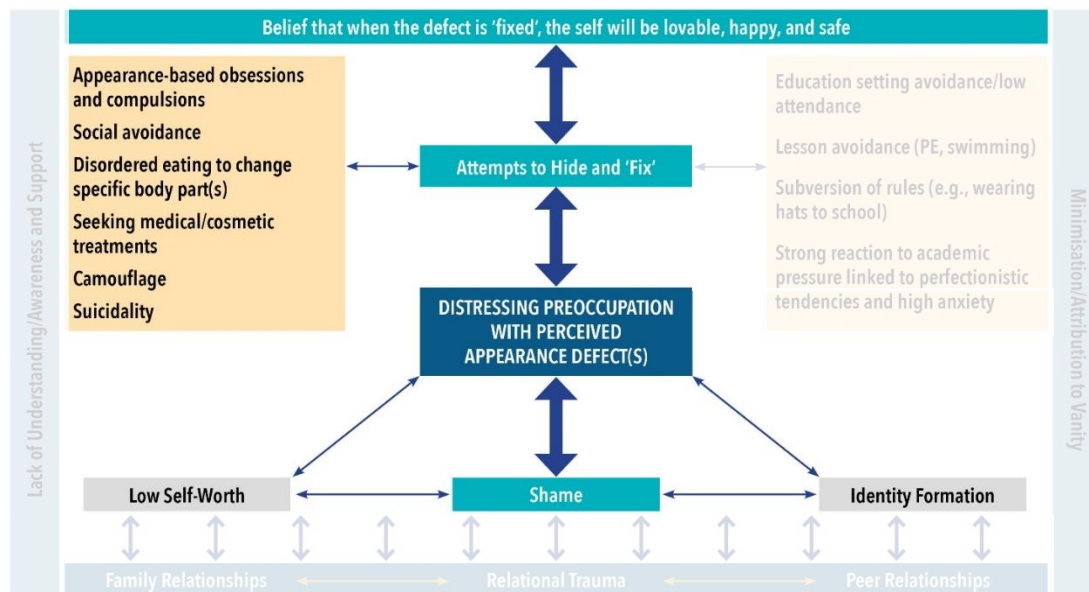 Belief that when the defect is ‘fixed’, the self will be lovable, happy, and safe
Lack of Understanding/Awareness and Support
Appearance-based obsessions
and compulsions
Social avoidance
Disordered eating to change
specific body part(s)
Seeking medical/cosmetic
treatments
Camouflage
Suicidality
Attempts to Hide and ‘Fix’
Education setting avoidance/low
attendance
Lesson avoidance (PE, swimming)
Subversion of rules (e.g., wearing
hats to school)
Strong reaction to academic
pressure linked to perfectionistic
tendencies and high anxiety
Minimisation/Attribution to Vanity
DISTRESSING PREOCCUPATION
WITH PERCEIVED
APPEARANCE DEFECT(S)
Low Self-Worth
Shame
Identity Formation
Family Relationships
Relational Trauma
Peer Relationships